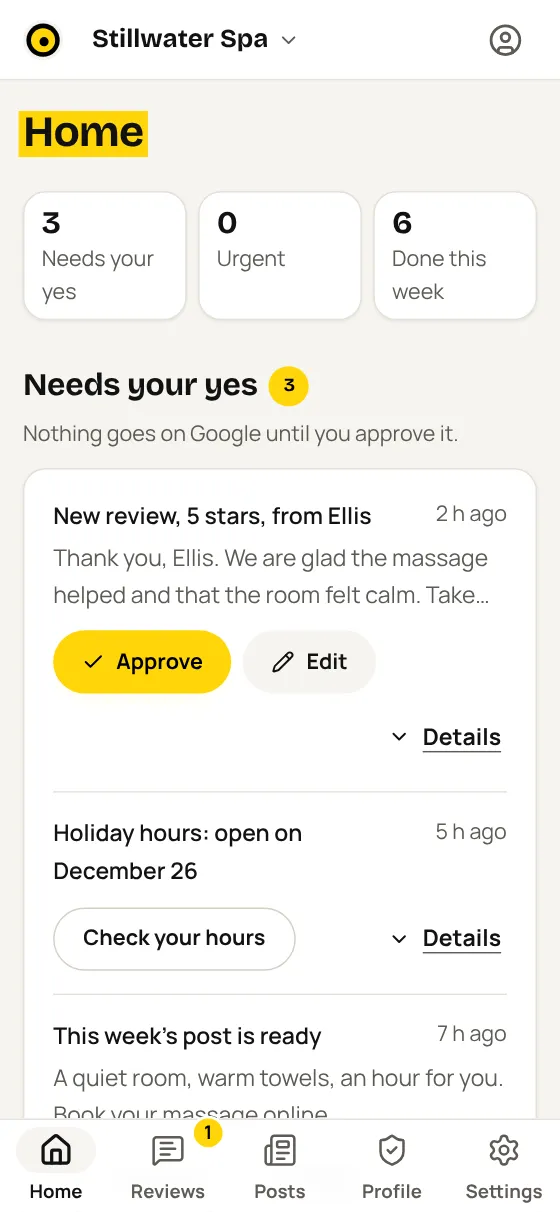 Stillwater Spa
Home
3
Needs your
yes
0
Urgent
6
Done this
week
Needs your yes 3
Nothing goes on Google until you approve it.
New review, 5 stars, from Ellis 2 h ago
Thank you, Ellis. We are glad the massage
helped and that the room felt calm. Take…
Approve Edit
Details
Holiday hours: open on 5 h ago
December 26
Check your hours Details
This week's post is ready 7 h ago
A quiet room, warm towels, an hour for you.
Book your massage online
1
Home Reviews Posts Profile Settings